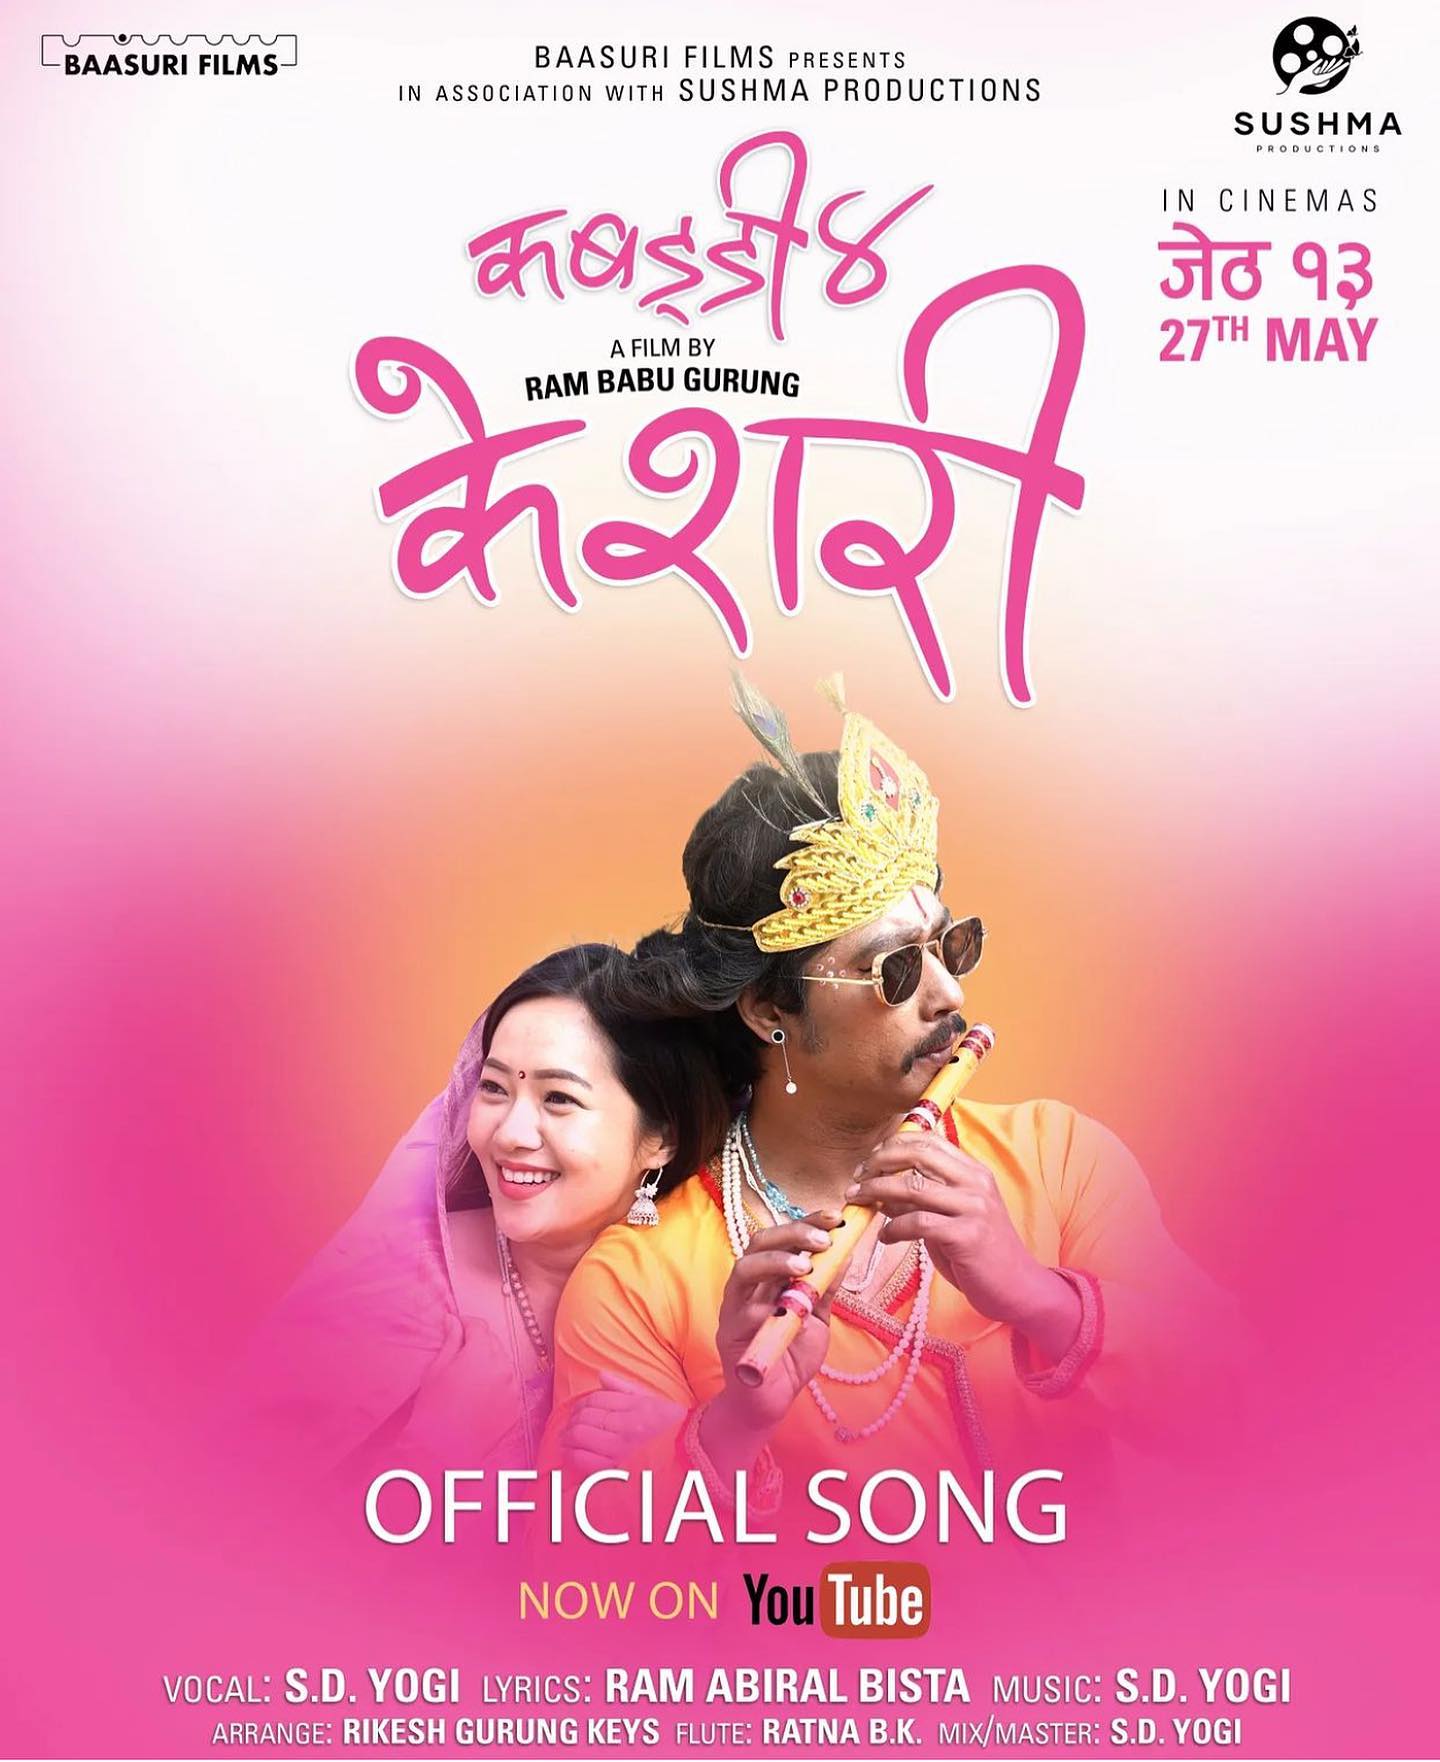 BAASURI FILMS
BAASURI FILMS PRESENTS
IN ASSOCIATION WITH SUSHMA PRODUCTIONS
SUSHMA
PRODUCTIONS
IN CINEMAS
जेठ १३
27TH MAY
कबड्डी ४
A FILM BY
RAM BABU GURUNG
केशरी
OFFICIAL SONG
NOW ON YouTube
VOCAL: S.D. YOGI LYRICS: RAM ABIRAL BISTA MUSIC: S.D. YOGI
ARRANGE: RIKESH GURUNG KEYS FLUTE: RATNA B.K. MIX/MASTER: S.D. YOGI